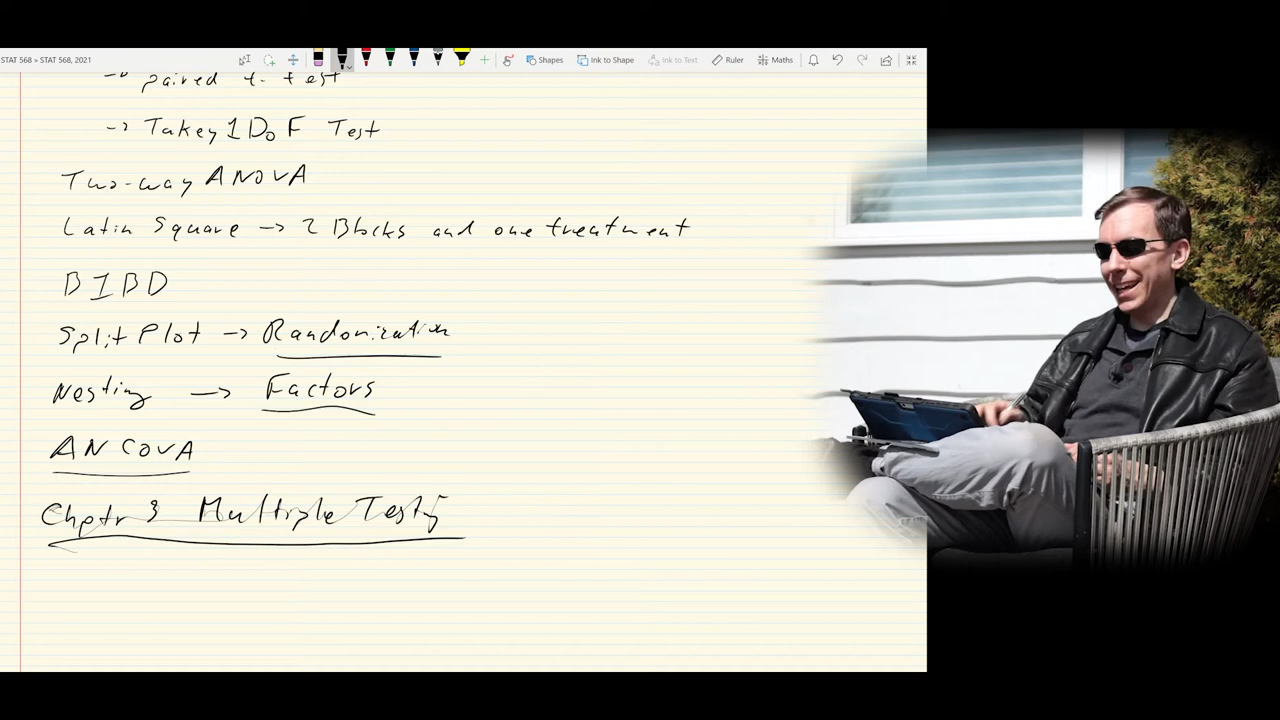 STAT 568 » STAT 568, 2021
Shapes
Ink to Shape
Ink to Text
Ruler
Maths
→ paired t. test
→ Takey 1 DoF Test
Two-way ANOVA
Latin Square → 2 Blocks and one treatment
BIBD
Split Plot → Randomization
Nesting → Factors
ANCOVA
Chptr 3 Multiple Testing